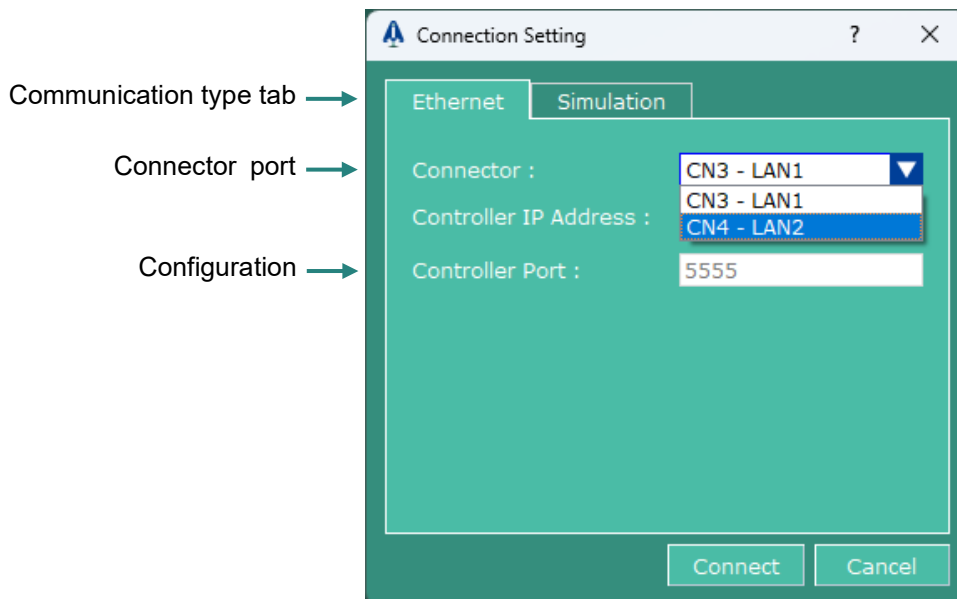 Connection Setting
?
Communication type tab
Ethernet
Simulation
Connector port
Connector :
CN3 - LAN1
CN3 - LAN1
Controller IP Address :
CN4 - LAN2
Configuration
Controller Port :
5555
Connect
Cancel